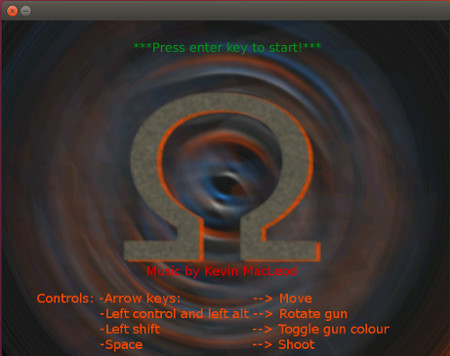 ***Press enter key to start!***
Ω
Music by Kevin MacLeod
Controls: -Arrow keys: --> Move
-Left control and left alt --> Rotate gun
-Left shift --> Toggle gun colour
-Space --> Shoot